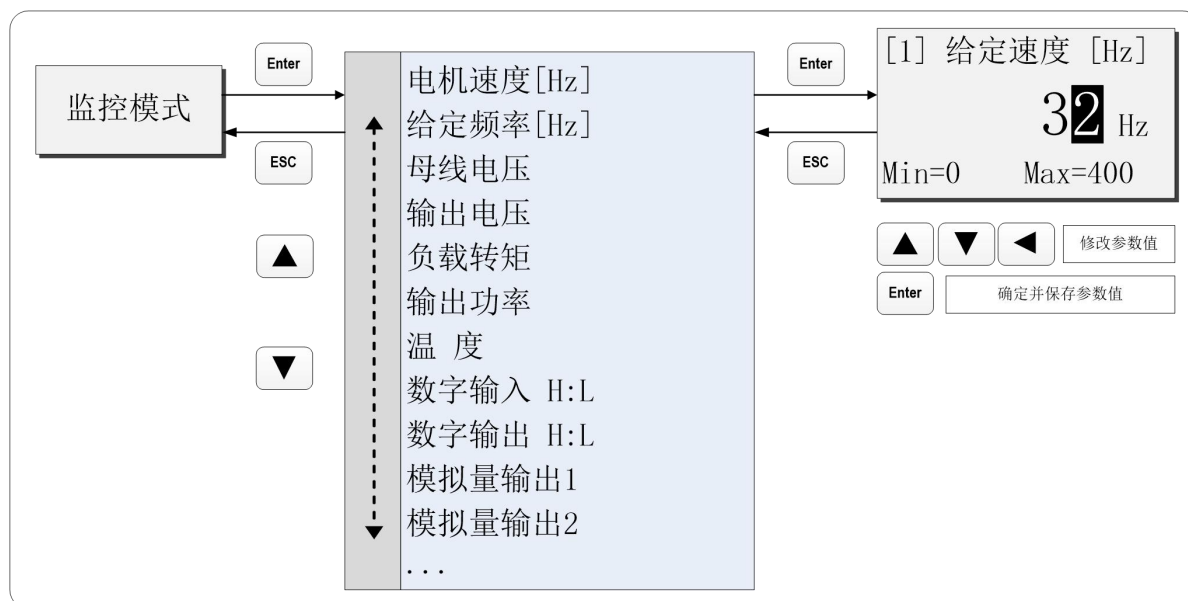 监控模式
Enter
ESC
电机速度[Hz]
给定频率[Hz]
母线电压
输出电压
负载转矩
输出功率
温 度
数字输入 H:L
数字输出 H:L
模拟量输出1
模拟量输出2
...
Enter
ESC
[1] 给定速度 [Hz]
32 Hz
Min=0 Max=400
修改参数值
Enter 确定并保存参数值